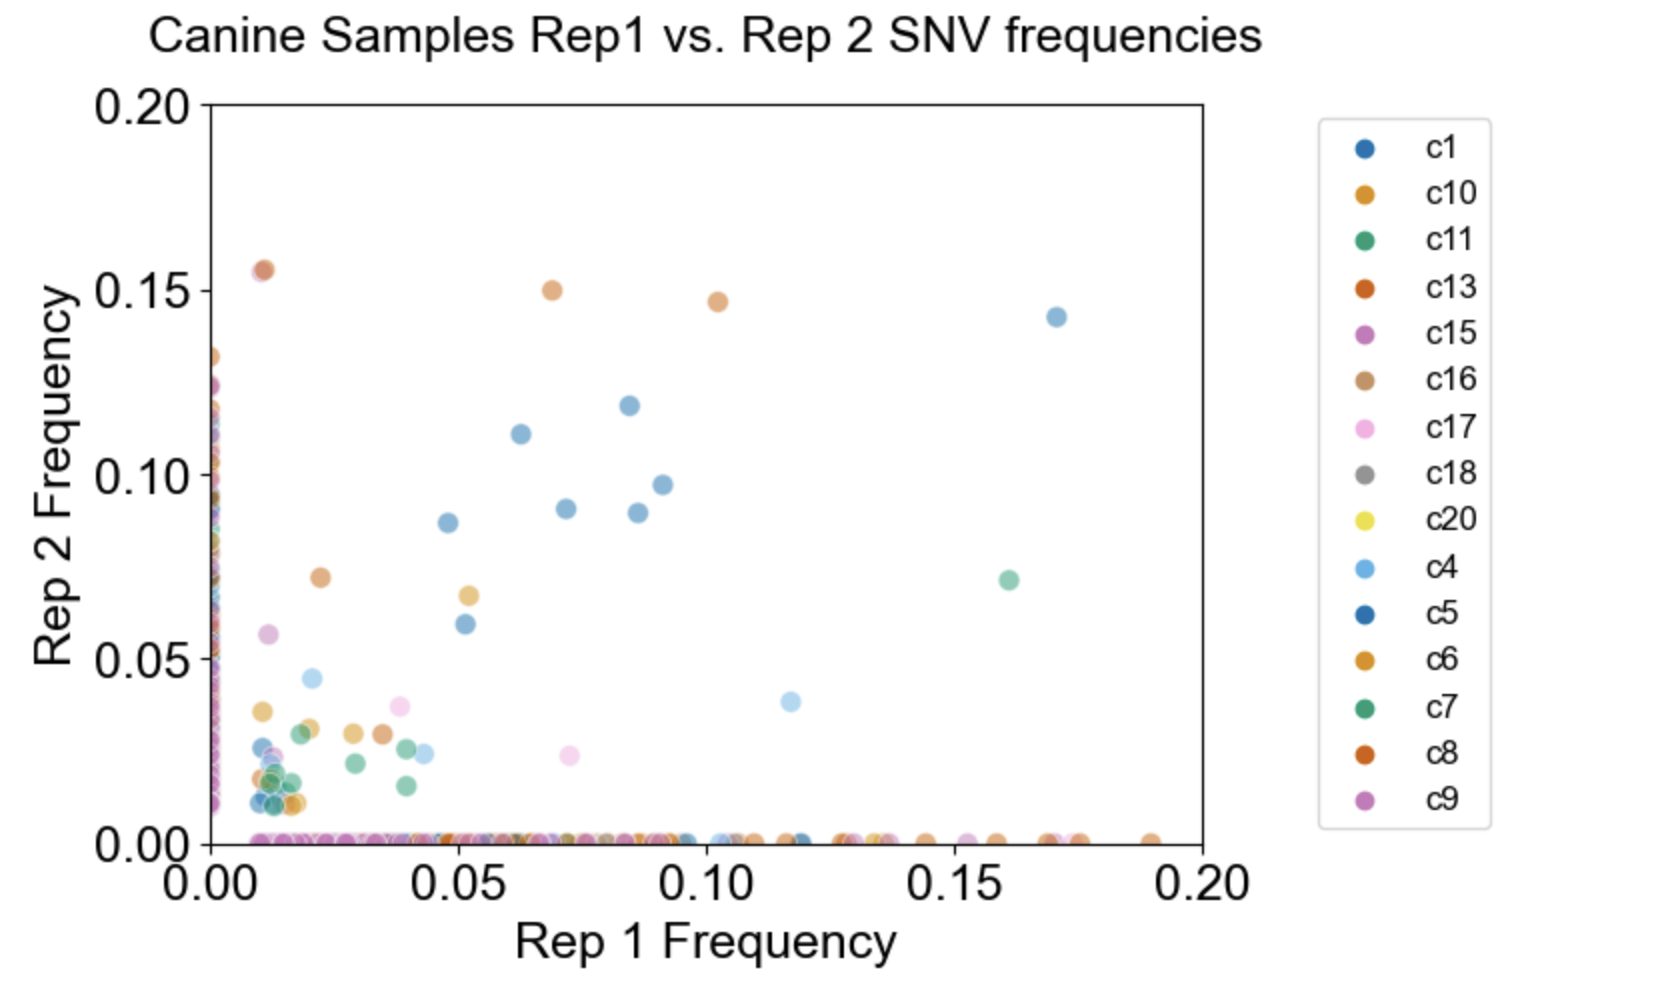 Canine Samples Rep1 vs. Rep 2 SNV frequencies
0.20
0.15
0.10
0.05
0.00
Rep 2 Frequency
0.00 0.05 0.10 0.15 0.20
Rep 1 Frequency
c1
c10
c11
c13
c15
c16
c17
c18
c20
c4
c5
c6
c7
c8
c9